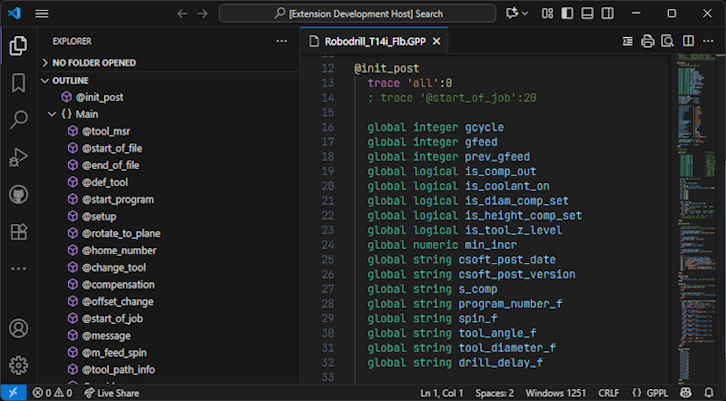 [Extension Development Host] Search
EXPLORER
NO FOLDER OPENED
OUTLINE
@init_post
{ } Main
@tool_msr
@start_of_file
@end_of_file
@def_tool
@start_program
@setup
@rotate_to_plane
@home_number
@change_tool
@compensation
@offset_change
@start_of_job
@message
@m_feed_spin
@tool_path_info
Robodrill_T14i_FIb.GPP
12 @init_post
13 trace 'all':0
14 ; trace '@start_of_job':20
15
16 global integer gcycle
17 global integer gfeed
18 global integer prev_gfeed
19 global logical is_comp_out
20 global logical is_coolant_on
21 global logical is_diam_comp_set
22 global logical is_height_comp_set
23 global logical is_tool_z_level
24 global numeric min_incr
25 global string csoft_post_date
26 global string csoft_post_version
27 global string s_comp
28 global string program_number_f
29 global string spin_f
30 global string tool_angle_f
31 global string tool_diameter_f
32 global string drill_delay_f
33
0 0 Live Share Ln 1, Col 1 Spaces: 2 Windows 1251 CRLF { } GPPL